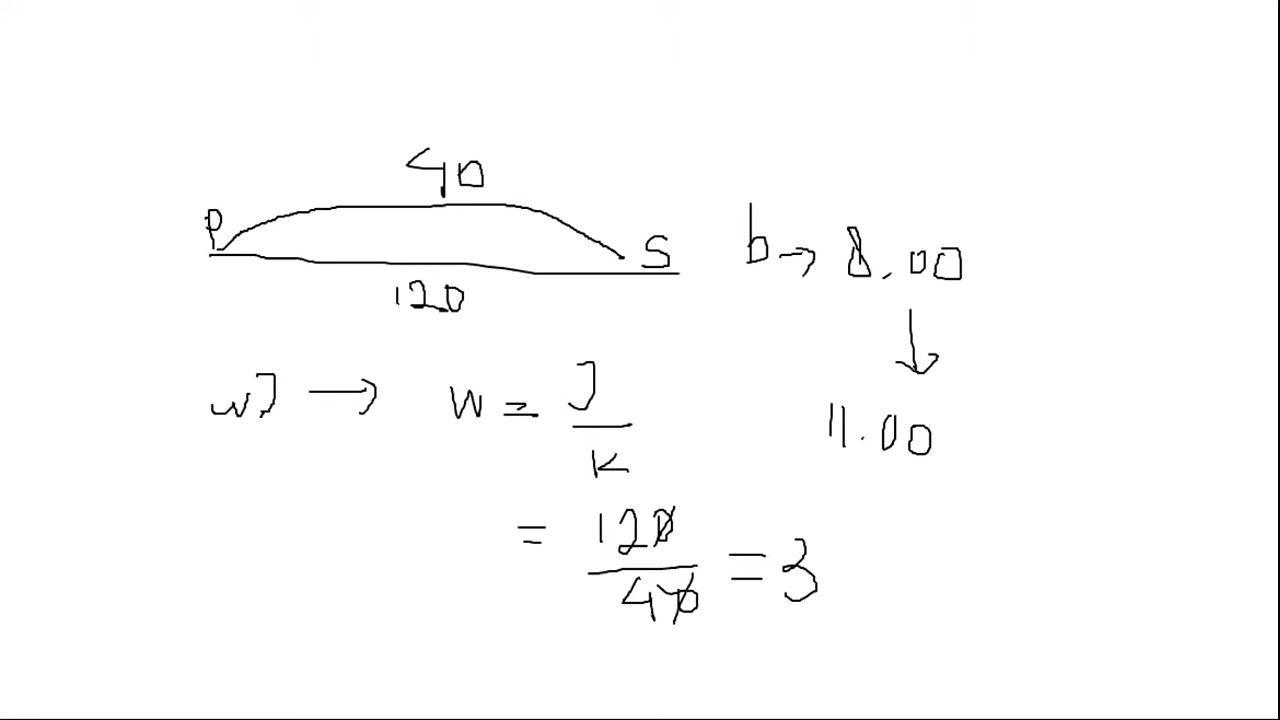 40
P S
120
b → 8.00
↓
11.00
wJ → W = J/K
= 120/40 = 3